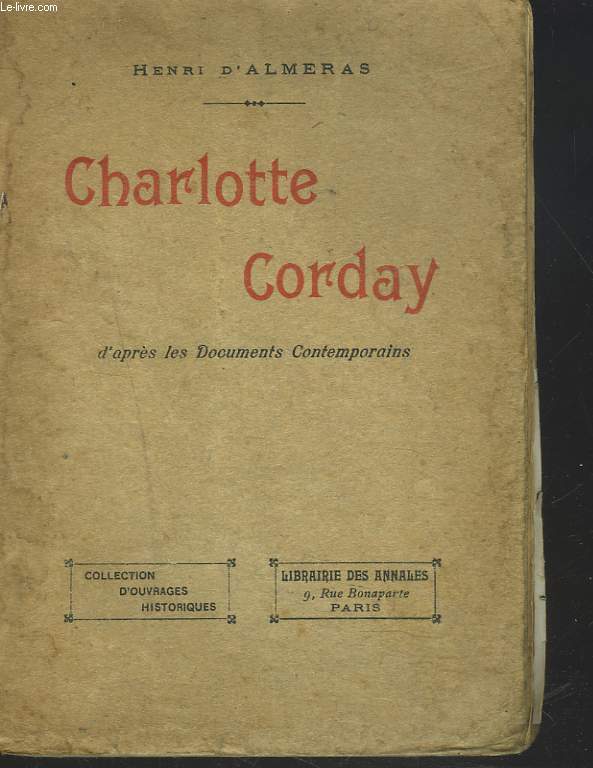 Le-livre.com
HENRI D'ALMERAS
Charlotte
Corday
d'après les Documents Contemporains
COLLECTION
D'OUVRAGES
HISTORIQUES
LIBRAIRIE DES ANNALES
9, Rue Bonaparte
PARIS